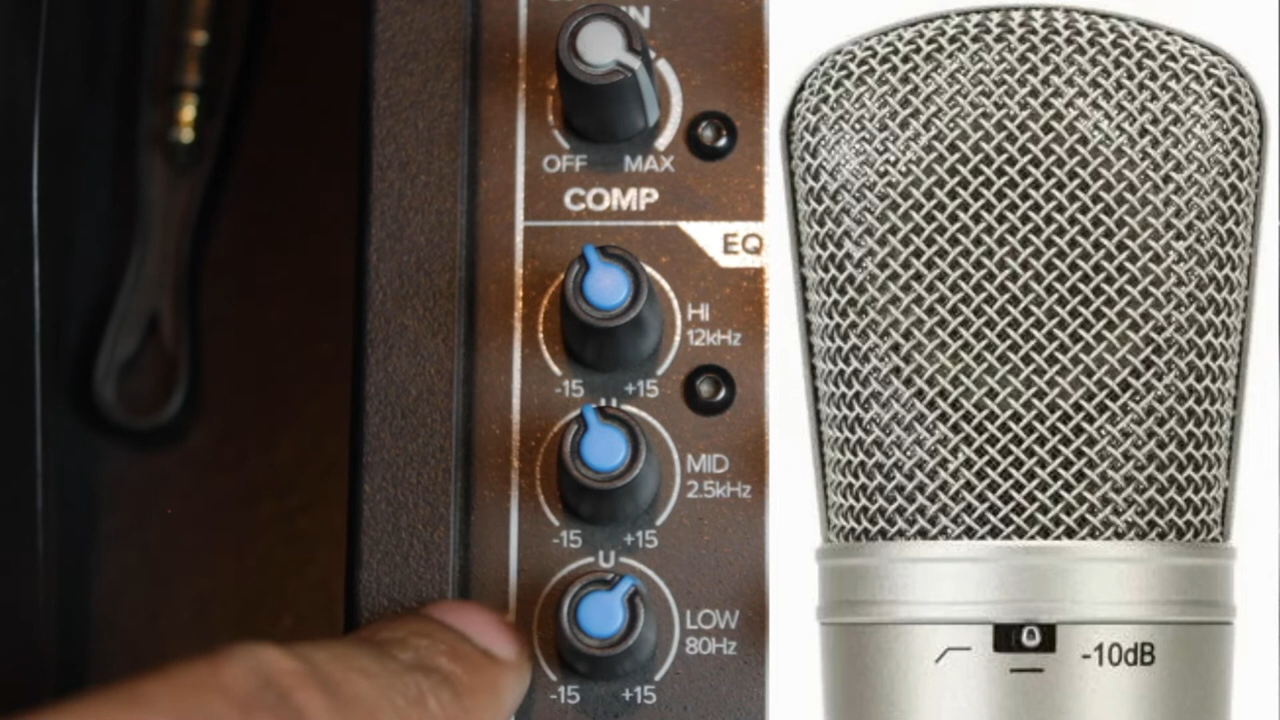 OFF MAX
COMP
EQ
HI
12kHz
-15 +15
U
MID
2.5kHz
-15 +15
U
LOW
80Hz
-15 +15
-10dB